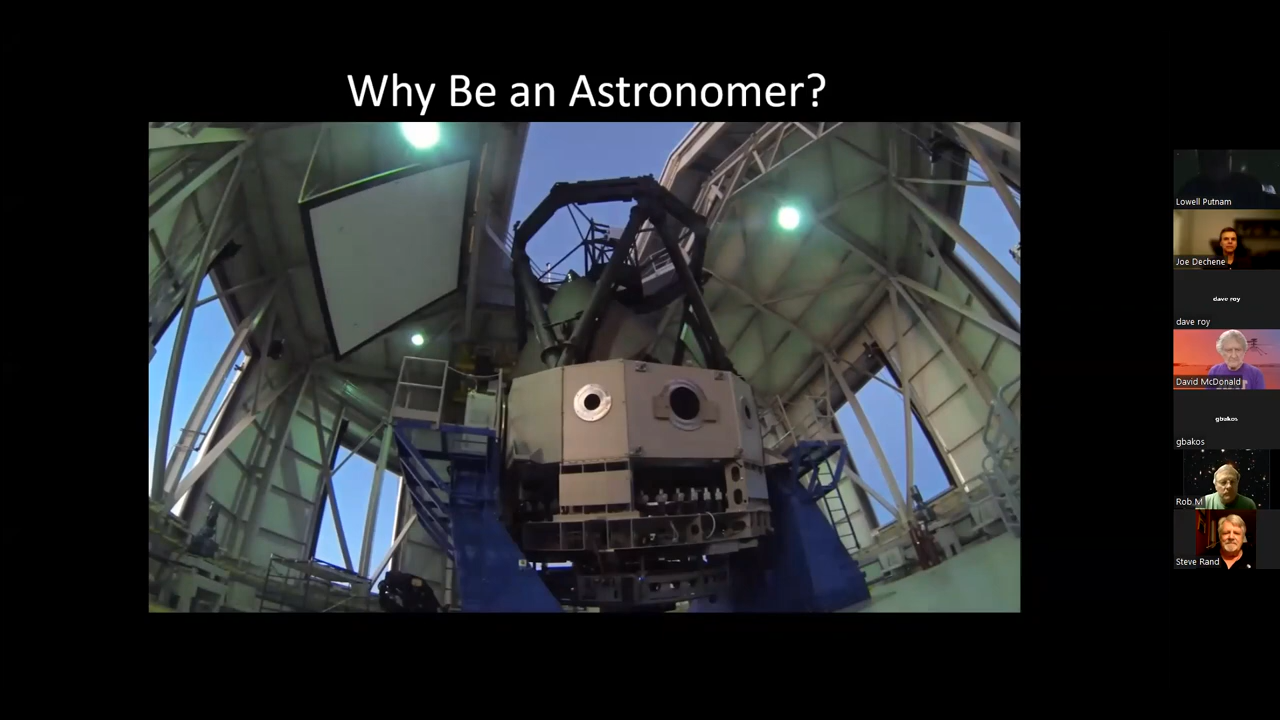 Why Be an Astronomer?
Lowell Putnam
Joe Dechene
dave roy
dave roy
David McDonald
gbakos
gbakos
Rob M
Steve Rand